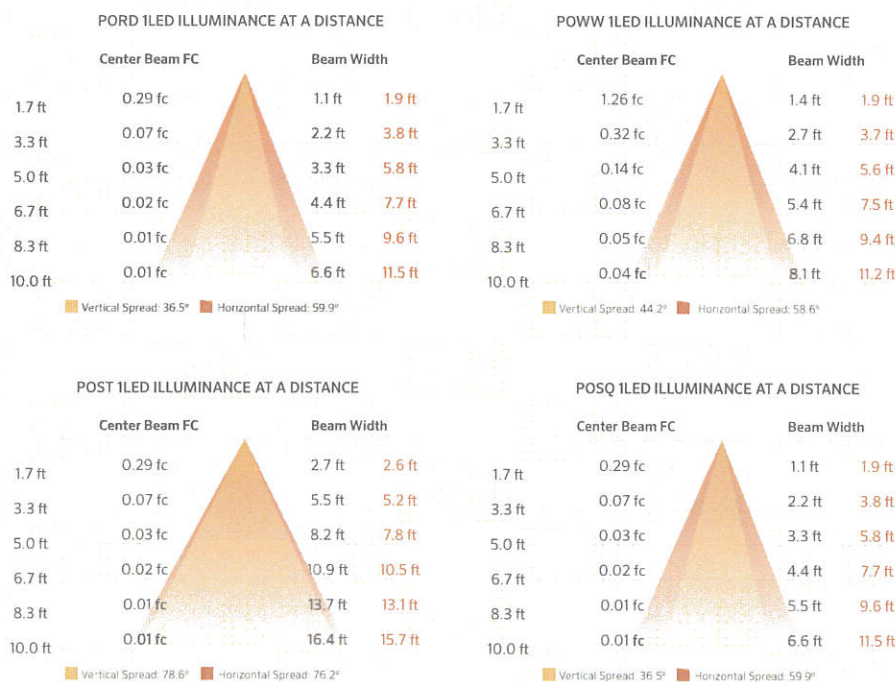 PORD 1LED ILLUMINANCE AT A DISTANCE
Center Beam FC Beam Width
1.7 ft 0.29 fc 1.1 ft 1.9 ft
3.3 ft 0.07 fc 2.2 ft 3.8 ft
5.0 ft 0.03 fc 3.3 ft 5.8 ft
6.7 ft 0.02 fc 4.4 ft 7.7 ft
8.3 ft 0.01 fc 5.5 ft 9.6 ft
10.0 ft 0.01 fc 6.6 ft 11.5 ft
Vertical Spread: 36.5º Horizontal Spread: 59.9º
POWW 1LED ILLUMINANCE AT A DISTANCE
Center Beam FC Beam Width
1.7 ft 1.26 fc 1.4 ft 1.9 ft
3.3 ft 0.32 fc 2.7 ft 3.7 ft
5.0 ft 0.14 fc 4.1 ft 5.6 ft
6.7 ft 0.08 fc 5.4 ft 7.5 ft
8.3 ft 0.05 fc 6.8 ft 9.4 ft
10.0 ft 0.04 fc 8.1 ft 11.2 ft
Vertical Spread: 44.2º Horizontal Spread: 58.6º
POST 1LED ILLUMINANCE AT A DISTANCE
Center Beam FC Beam Width
1.7 ft 0.29 fc 2.7 ft 2.6 ft
3.3 ft 0.07 fc 5.5 ft 5.2 ft
5.0 ft 0.03 fc 8.2 ft 7.8 ft
6.7 ft 0.02 fc 10.9 ft 10.5 ft
8.3 ft 0.01 fc 13.7 ft 13.1 ft
10.0 ft 0.01 fc 16.4 ft 15.7 ft
Vertical Spread: 78.6º Horizontal Spread: 76.2º
POSQ 1LED ILLUMINANCE AT A DISTANCE
Center Beam FC Beam Width
1.7 ft 0.29 fc 1.1 ft 1.9 ft
3.3 ft 0.07 fc 2.2 ft 3.8 ft
5.0 ft 0.03 fc 3.3 ft 5.8 ft
6.7 ft 0.02 fc 4.4 ft 7.7 ft
8.3 ft 0.01 fc 5.5 ft 9.6 ft
10.0 ft 0.01 fc 6.6 ft 11.5 ft
Vertical Spread: 36.5º Horizontal Spread: 59.9º